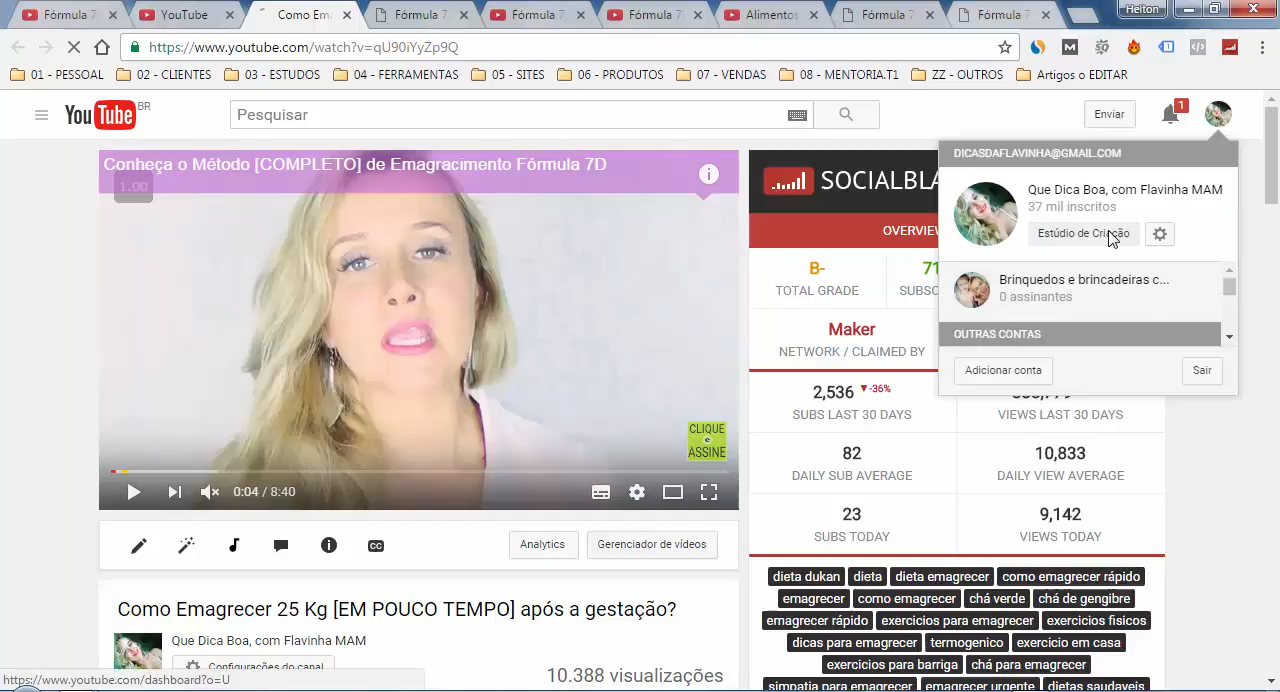 Fórmula 7
YouTube
Como Em
Fórmula 7
Fórmula 7
Fórmula 7
Alimentos
Fórmula 7
Fórmula 7
Helton
https://www.youtube.com/watch?v=qU90iYyZp9Q
01 - PESSOAL
02 - CLIENTES
03 - ESTUDOS
04 - FERRAMENTAS
05 - SITES
06 - PRODUTOS
07 - VENDAS
08 - MENTORIA.T1
ZZ - OUTROS
Artigos o EDITAR
YouTube BR
Pesquisar
Enviar
1
DICASDAFLAVINHA@GMAIL.COM
Que Dica Boa, com Flavinha MAM
37 mil inscritos
Estúdio de Criação
Brinquedos e brincadeiras c...
0 assinantes
OUTRAS CONTAS
Adicionar conta
Sair
Conheça o Método [COMPLETO] de Emagrecimento Fórmula 7D
1.00
CLIQUE
e
ASSINE
0:04 / 8:40
Analytics
Gerenciador de vídeos
Como Emagrecer 25 Kg [EM POUCO TEMPO] após a gestação?
Que Dica Boa, com Flavinha MAM
Configurações do canal
10.388 visualizações
https://www.youtube.com/dashboard?o=U
SOCIALBLA
OVERVIEW
B-
TOTAL GRADE
71
SUBSC
Maker
NETWORK / CLAIMED BY
2,536 -36%
SUBS LAST 30 DAYS
VIEWS LAST 30 DAYS
82
DAILY SUB AVERAGE
10,833
DAILY VIEW AVERAGE
23
SUBS TODAY
9,142
VIEWS TODAY
dieta dukan dieta dieta emagrecer como emagrecer rápido
emagrecer como emagrecer chá verde chá de gengibre
emagrecer rápido exercicios para emagrecer exercicios fisicos
dicas para emagrecer termogenico exercicio em casa
exercicios para barriga chá para emagrecer
simpatia para emagrecer emagrecer urgente dietas saudaveis